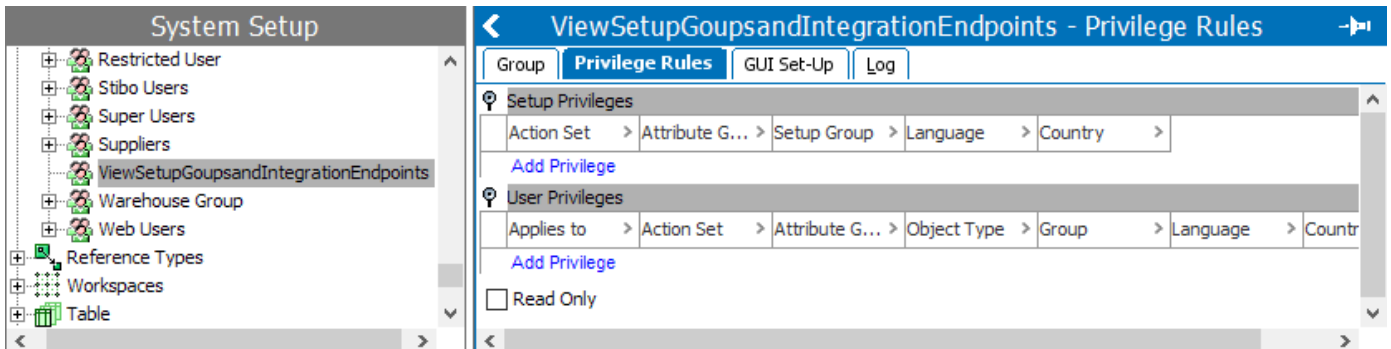 System Setup
Restricted User
Stibo Users
Super Users
Suppliers
ViewSetupGoupsandIntegrationEndpoints
Warehouse Group
Web Users
Reference Types
Workspaces
Table
ViewSetupGoupsandIntegrationEndpoints - Privilege Rules
Group Privilege Rules GUI Set-Up Log
Setup Privileges
Action Set > Attribute G... > Setup Group > Language > Country >
Add Privilege
User Privileges
Applies to > Action Set > Attribute G... > Object Type > Group > Language > Countr
Add Privilege
Read Only